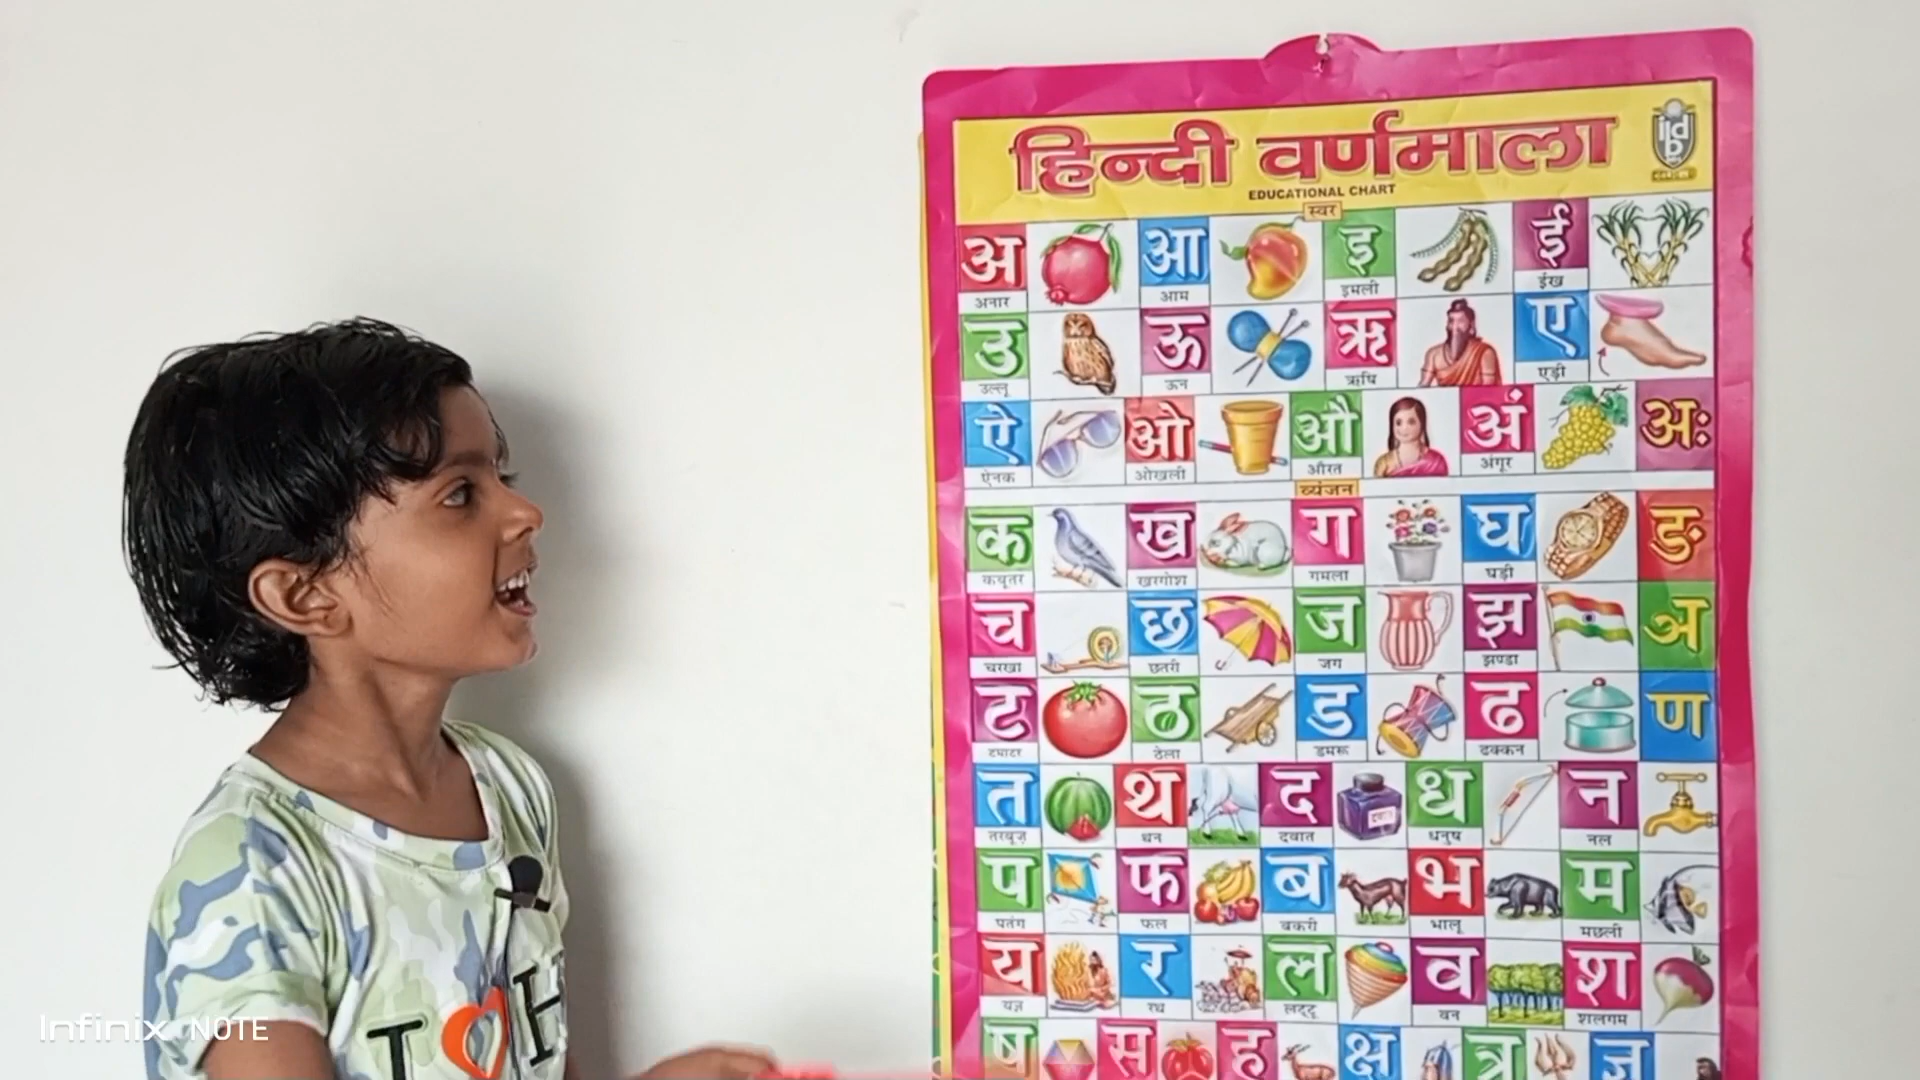 हिन्दी वर्णमाला
EDUCATIONAL CHART
स्वर
अ आ इ ई
अनार आम इमली ईख
उ ऊ ऋ ए
उल्लू ऊन ऋषि एड़ी
ऐ ओ औ अं अः
ऐनक ओखली औरत अंगूर
व्यंजन
क ख ग घ ङ
कबूतर खरगोश गमला घड़ी
च छ ज झ ञ
चरखा छतरी जग झण्डा
ट ठ ड ढ ण
टमाटर ठेला डमरू ढक्कन
त थ द ध न
तरबूज़ थन दवात धनुष नल
प फ ब भ म
पतंग फल बकरी भालू मछली
य र ल व श
यज्ञ रथ लट्टू वन शलगम
ष स ह क्ष त्र ज्ञ
I H
Infinix NOTE